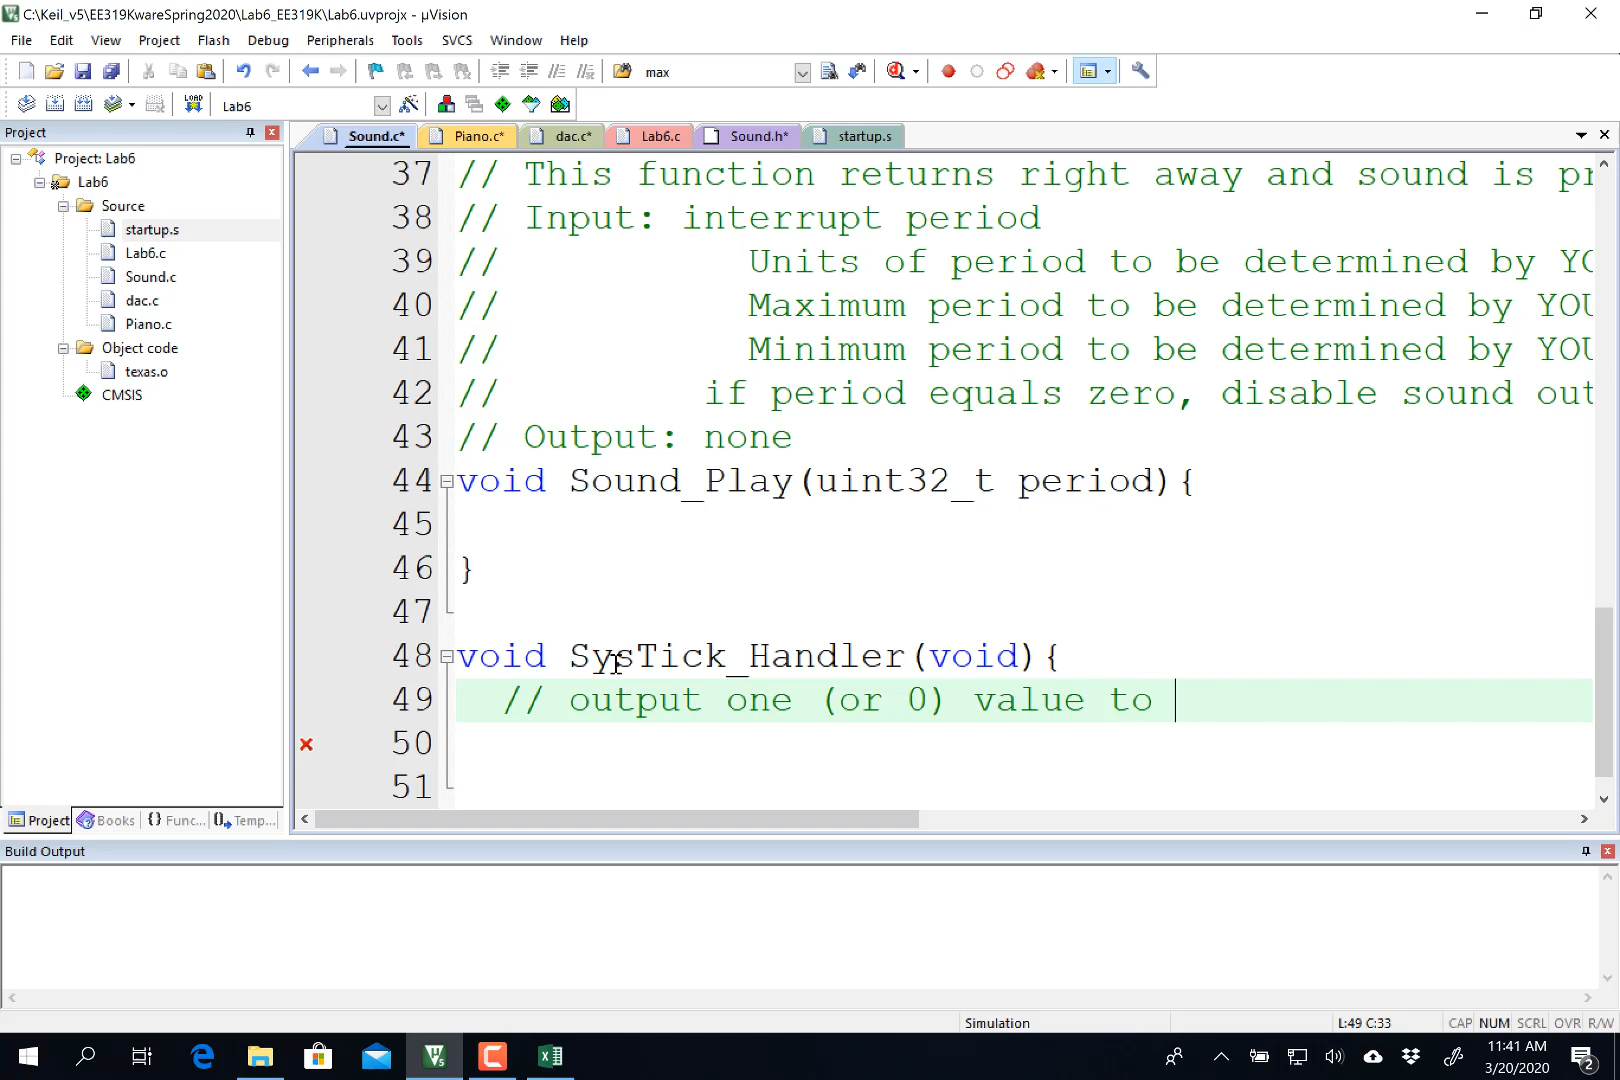 C:\Keil_v5\EE319KwareSpring2020\Lab6_EE319K\Lab6.uvprojx - µVision
File Edit View Project Flash Debug Peripherals Tools SVCS Window Help
max
LOAD Lab6
Project
Sound.c* Piano.c* dac.c* Lab6.c Sound.h* startup.s
Project: Lab6
Lab6
Source
startup.s
Lab6.c
Sound.c
dac.c
Piano.c
Object code
texas.o
CMSIS
37 // This function returns right away and sound is pr
38 // Input: interrupt period
39 // Units of period to be determined by YO
40 // Maximum period to be determined by YOU
41 // Minimum period to be determined by YOU
42 // if period equals zero, disable sound out
43 // Output: none
44 void Sound_Play(uint32_t period){
45
46 }
47
48 void SysTick_Handler(void){
49 // output one (or 0) value to
50
51
Project Books {} Func... Temp...
Build Output
Simulation L:49 C:33 CAP NUM SCRL OVR R/W
11:41 AM
3/20/2020
2